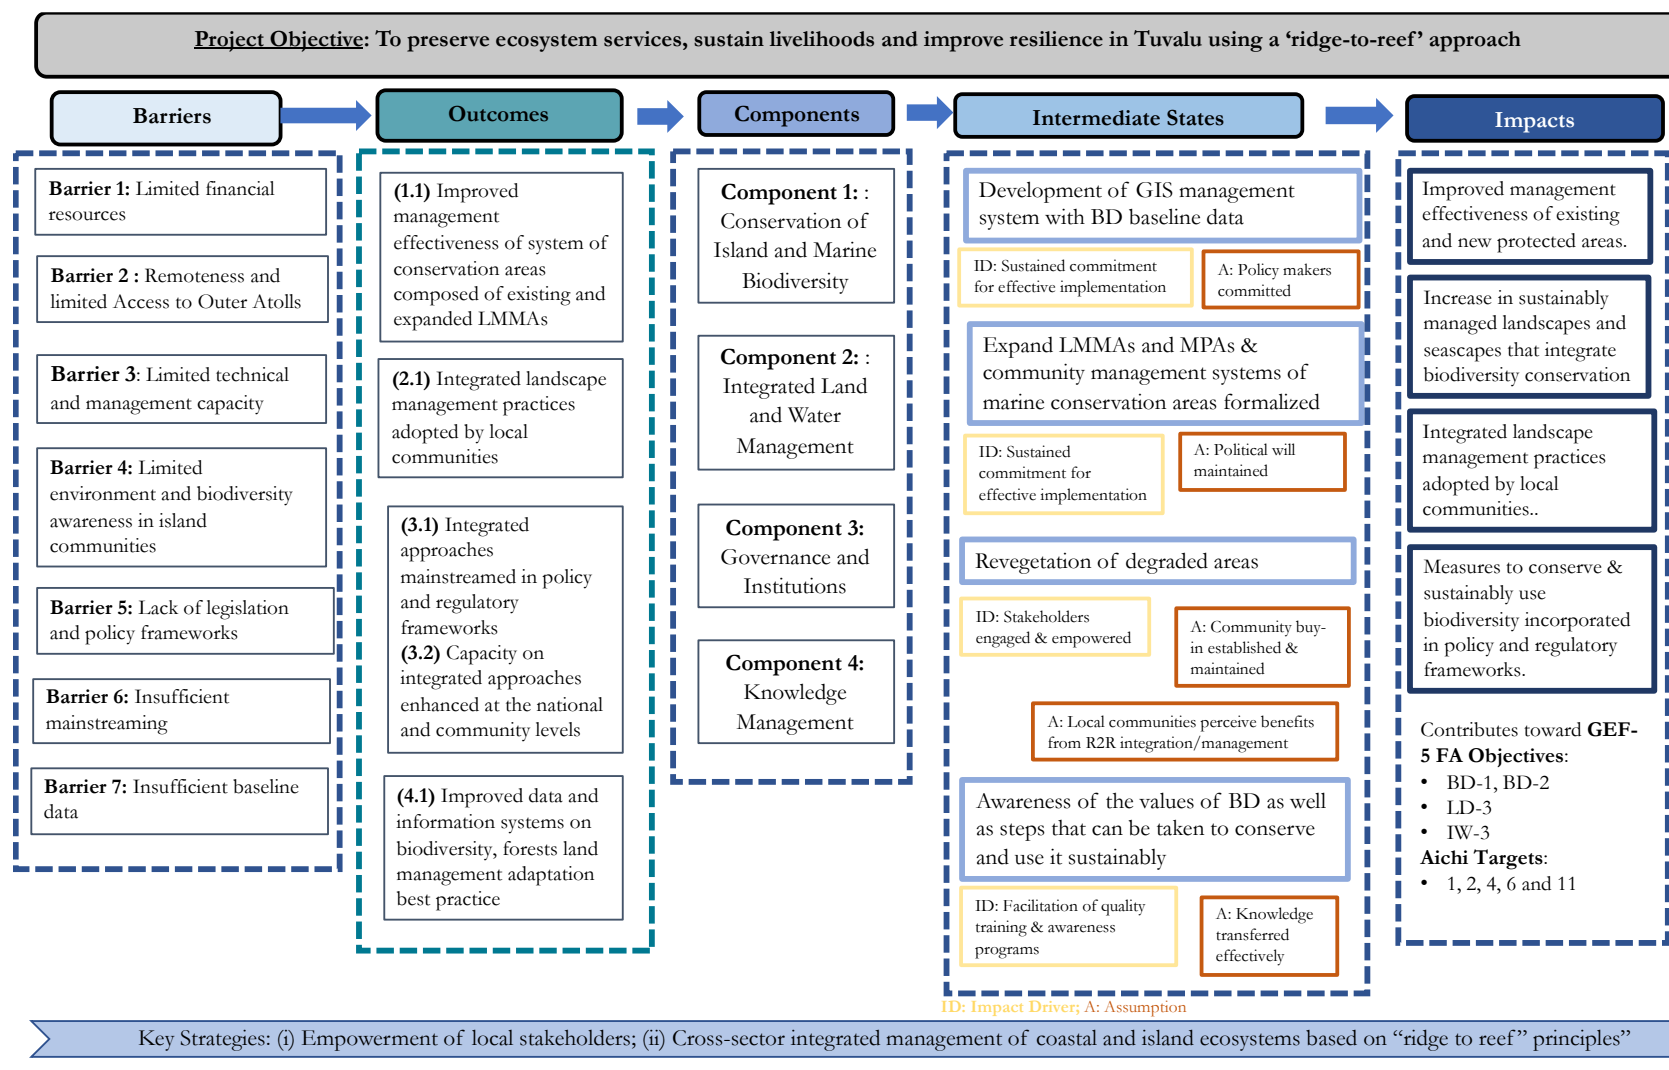 Project Objective: To preserve ecosystem services, sustain livelihoods and improve resilience in Tuvalu using a ‘ridge-to-reef’ approach
Barriers
Outcomes
Components
Intermediate States
Impacts
Barrier 1: Limited financial
resources
Barrier 2 : Remoteness and
limited Access to Outer Atolls
Barrier 3: Limited technical
and management capacity
Barrier 4: Limited
environment and biodiversity
awareness in island
communities
Barrier 5: Lack of legislation
and policy frameworks
Barrier 6: Insufficient
mainstreaming
Barrier 7: Insufficient baseline
data
(1.1) Improved
management
effectiveness of system of
conservation areas
composed of existing and
expanded LMMAs
(2.1) Integrated landscape
management practices
adopted by local
communities
(3.1) Integrated
approaches
mainstreamed in policy
and regulatory
frameworks
(3.2) Capacity on
integrated approaches
enhanced at the national
and community levels
(4.1) Improved data and
information systems on
biodiversity, forests land
management adaptation
best practice
Component 1: :
Conservation of
Island and Marine
Biodiversity
Component 2: :
Integrated Land
and Water
Management
Component 3:
Governance and
Institutions
Component 4:
Knowledge
Management
Development of GIS management
system with BD baseline data
ID: Sustained commitment
for effective implementation
A: Policy makers
committed
Expand LMMAs and MPAs &
community management systems of
marine conservation areas formalized
ID: Sustained
commitment for
effective implementation
A: Political will
maintained
Revegetation of degraded areas
ID: Stakeholders
engaged & empowered
A: Community buy-
in established &
maintained
A: Local communities perceive benefits
from R2R integration/management
Awareness of the values of BD as well
as steps that can be taken to conserve
and use it sustainably
ID: Facilitation of quality
training & awareness
programs
A: Knowledge
transferred
effectively
ID: Impact Driver; A: Assumption
Improved management
effectiveness of existing
and new protected areas.
Increase in sustainably
managed landscapes and
seascapes that integrate
biodiversity conservation
Integrated landscape
management practices
adopted by local
communities..
Measures to conserve &
sustainably use
biodiversity incorporated
in policy and regulatory
frameworks.
Contributes toward GEF-
5 FA Objectives:
• BD-1, BD-2
• LD-3
• IW-3
Aichi Targets:
• 1, 2, 4, 6 and 11
Key Strategies: (i) Empowerment of local stakeholders; (ii) Cross-sector integrated management of coastal and island ecosystems based on “ridge to reef” principles”